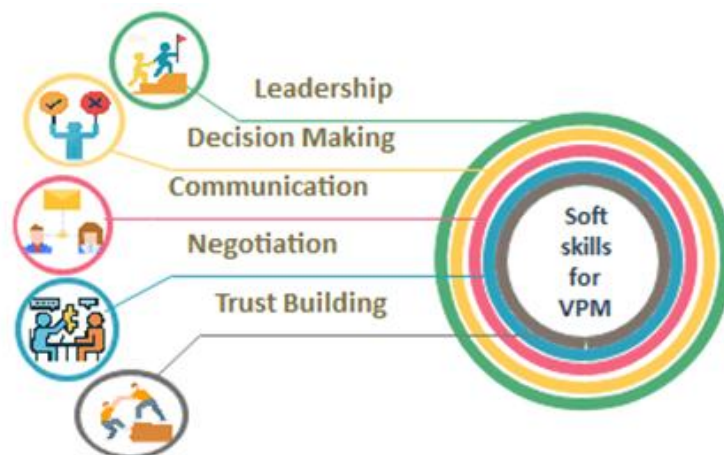 Leadership
Decision Making
Communication
Negotiation
Trust Building
Soft
skills
for
VPM